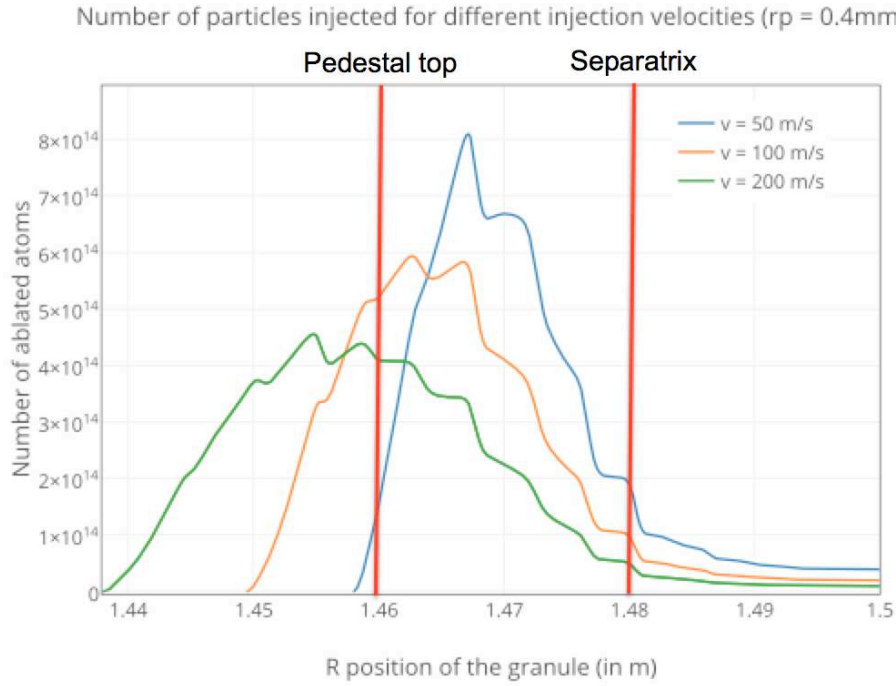 Number of particles injected for different injection velocities (rp = 0.4mm
Pedestal top
Separatrix
v = 50 m/s
v = 100 m/s
v = 200 m/s
8×10¹⁴
7×10¹⁴
6×10¹⁴
5×10¹⁴
4×10¹⁴
3×10¹⁴
2×10¹⁴
1×10¹⁴
0
Number of ablated atoms
1.44 1.45 1.46 1.47 1.48 1.49 1.5
R position of the granule (in m)